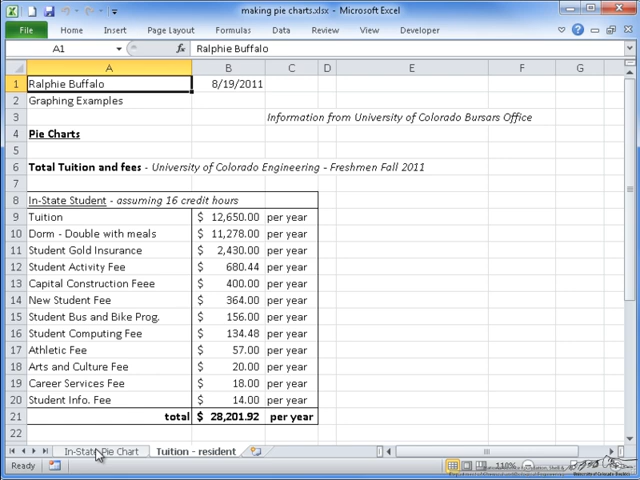 making pie charts.xlsx - Microsoft Excel
File Home Insert Page Layout Formulas Data Review View Developer
A1 fx Ralphie Buffalo
A B C D E F G
1 Ralphie Buffalo 8/19/2011
2 Graphing Examples
3 Information from University of Colorado Bursars Office
4 Pie Charts
5
6 Total Tuition and fees - University of Colorado Engineering - Freshmen Fall 2011
7
8 In-State Student - assuming 16 credit hours
9 Tuition $ 12,650.00 per year
10 Dorm - Double with meals $ 11,278.00 per year
11 Student Gold Insurance $ 2,430.00 per year
12 Student Activity Fee $ 680.44 per year
13 Capital Construction Feee $ 400.00 per year
14 New Student Fee $ 364.00 per year
15 Student Bus and Bike Prog. $ 156.00 per year
16 Student Computing Fee $ 134.48 per year
17 Athletic Fee $ 57.00 per year
18 Arts and Culture Fee $ 20.00 per year
19 Career Services Fee $ 18.00 per year
20 Student Info. Fee $ 14.00 per year
21 total $ 28,201.92 per year
22
In-State Pie Chart Tuition - resident
Ready 118%